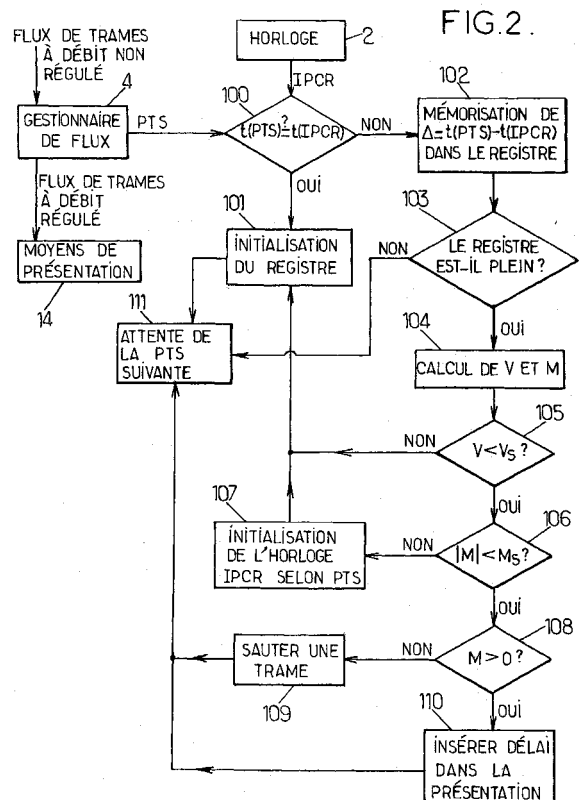 FIG.2.
FLUX DE TRAMES
À DÉBIT NON
RÉGULÉ
4
GESTIONNAIRE
DE FLUX
PTS
FLUX DE TRAMES
À DÉBIT
RÉGULÉ
MOYENS DE
PRÉSENTATION
14
HORLOGE
2
IPCR
100
t(PTS)≟t(IPCR)
NON
OUI
102
MÉMORISATION DE
Δ=t(PTS)-t(IPCR)
DANS LE REGISTRE
101
INITIALISATION
DU REGISTRE
103
LE REGISTRE
EST-IL PLEIN?
NON
OUI
111
ATTENTE DE
LA PTS
SUIVANTE
104
CALCUL DE V ET M
105
V<VS?
NON
OUI
107
INITIALISATION
DE L'HORLOGE
IPCR SELON PTS
106
|M|<MS?
NON
OUI
108
M>0?
NON
OUI
SAUTER UNE
TRAME
109
110
INSÉRER DÉLAI
DANS LA
PRÉSENTATION